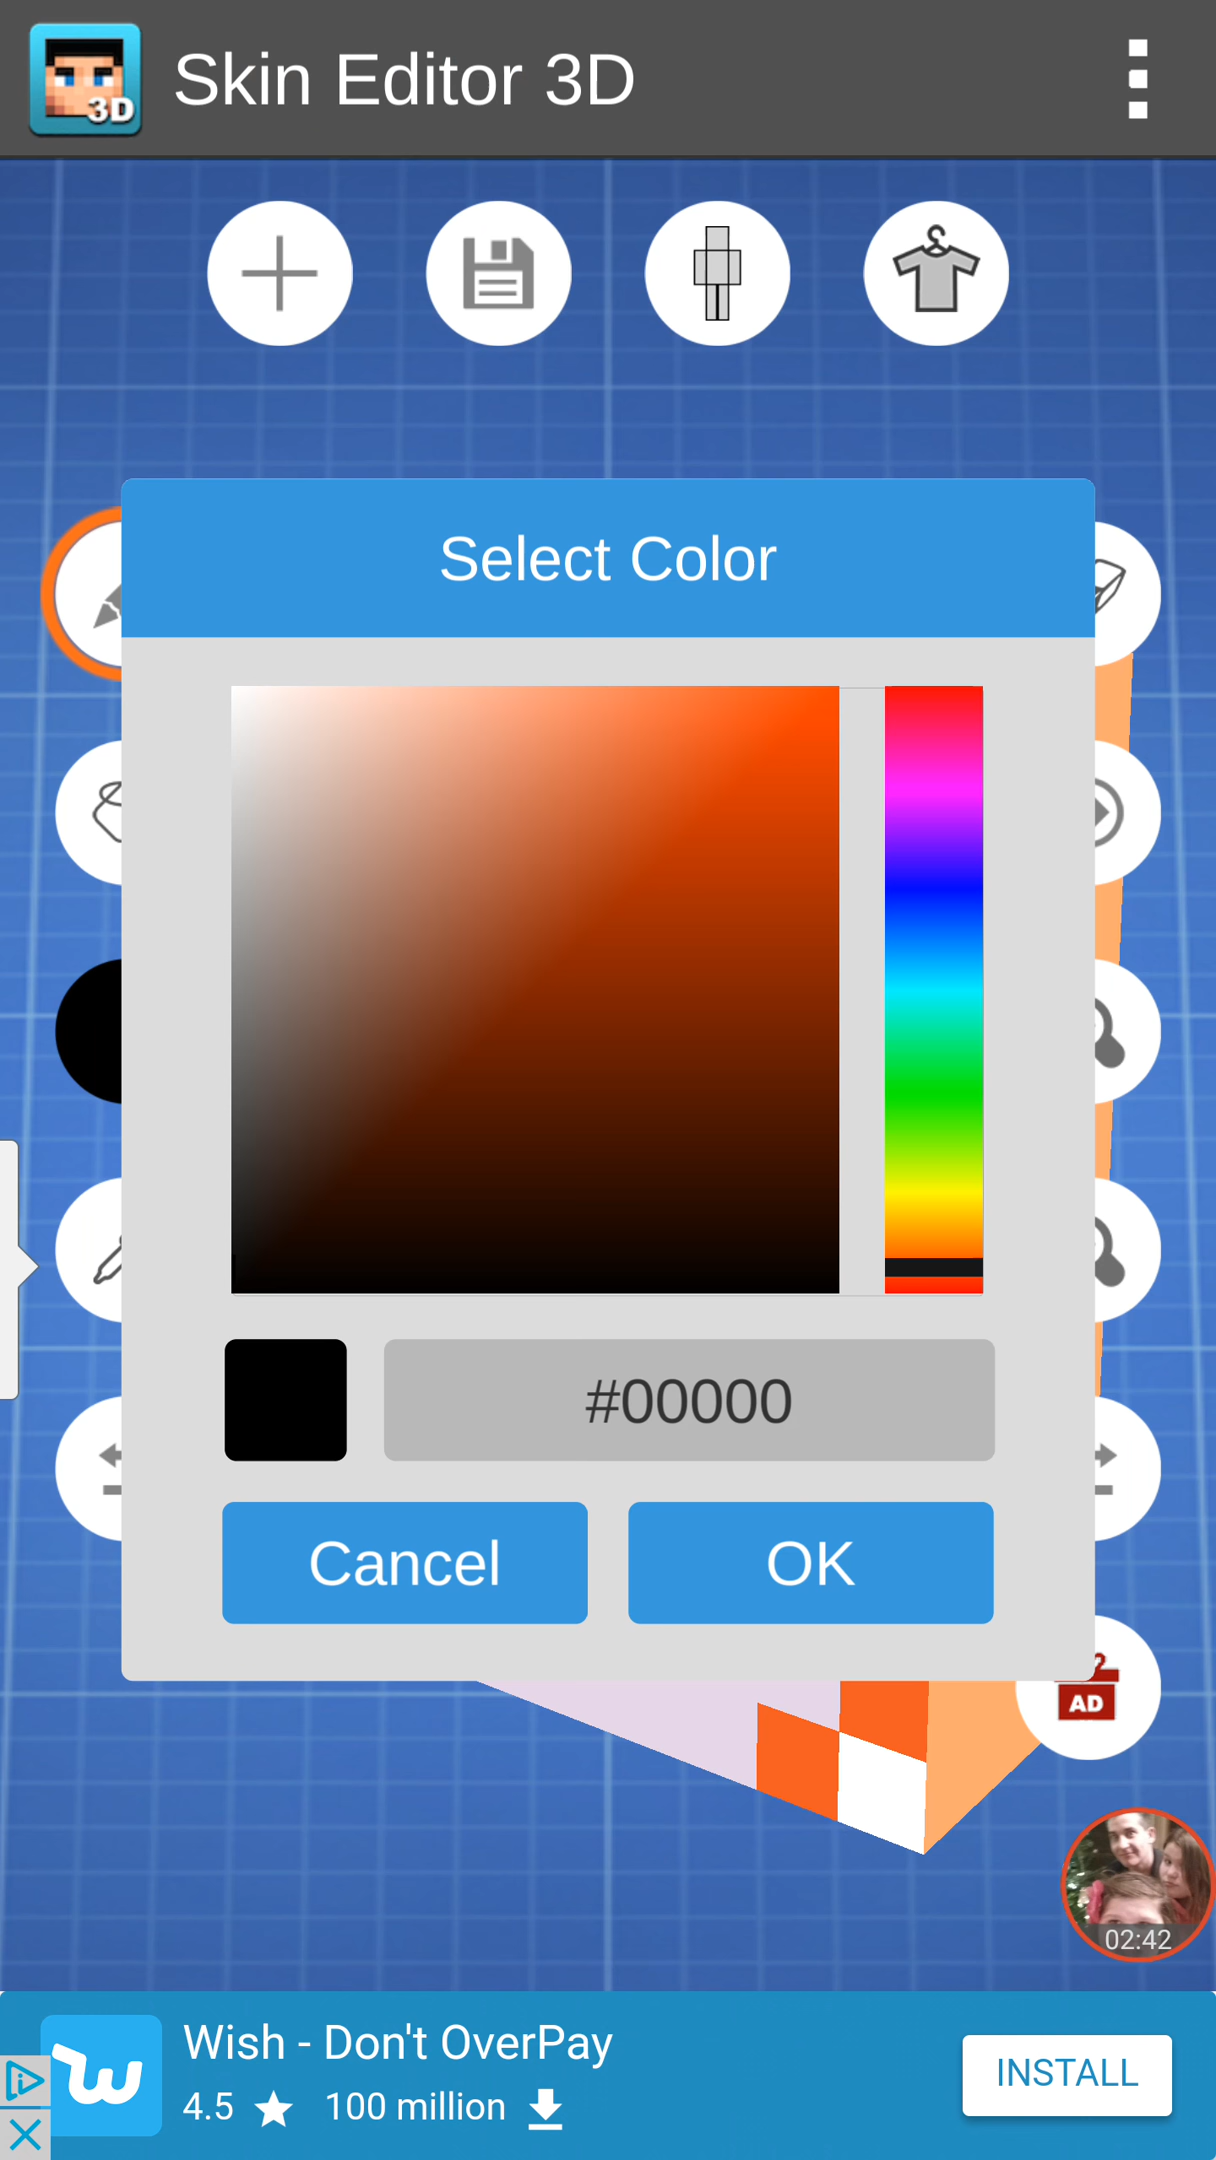 3D
Skin Editor 3D
Select Color
#00000
Cancel
OK
AD
02:42
Wish - Don't OverPay
4.5
100 million
INSTALL